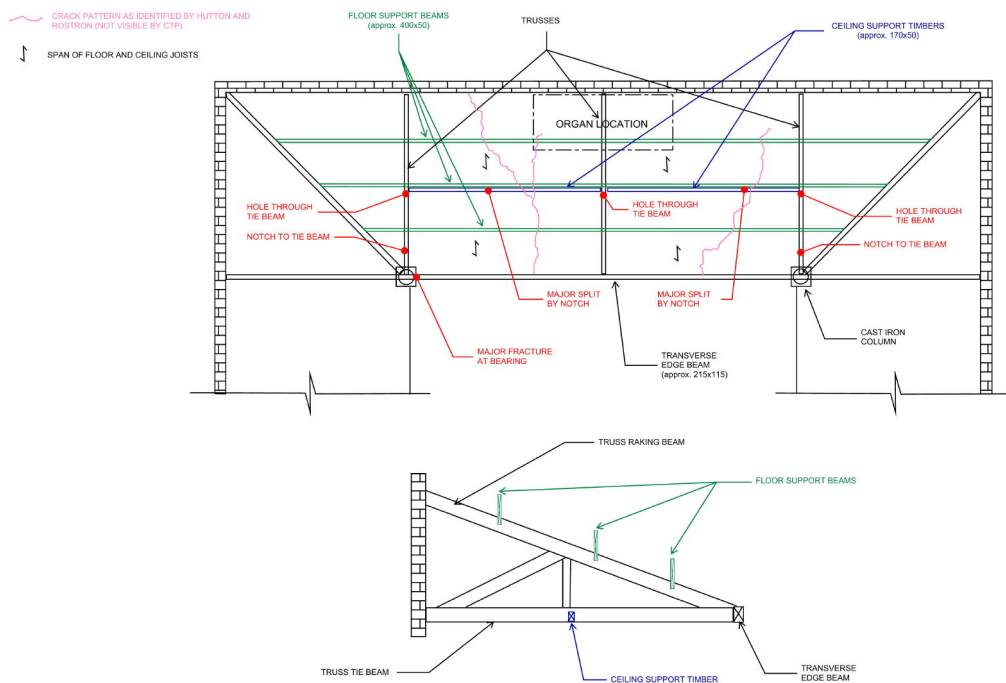 CRACK PATTERN AS IDENTIFIED BY HUTTON AND
ROSTRON (NOT VISIBLE BY CTP)
SPAN OF FLOOR AND CEILING JOISTS
FLOOR SUPPORT BEAMS
(approx. 400x50)
TRUSSES
CEILING SUPPORT TIMBERS
(approx. 170x50)
ORGAN LOCATION
HOLE THROUGH
TIE BEAM
HOLE THROUGH
TIE BEAM
HOLE THROUGH
TIE BEAM
NOTCH TO TIE BEAM
NOTCH TO TIE BEAM
MAJOR SPLIT
BY NOTCH
MAJOR SPLIT
BY NOTCH
MAJOR FRACTURE
AT BEARING
TRANSVERSE
EDGE BEAM
(approx. 215x115)
CAST IRON
COLUMN
TRUSS RAKING BEAM
FLOOR SUPPORT BEAMS
TRUSS TIE BEAM
CEILING SUPPORT TIMBER
TRANSVERSE
EDGE BEAM